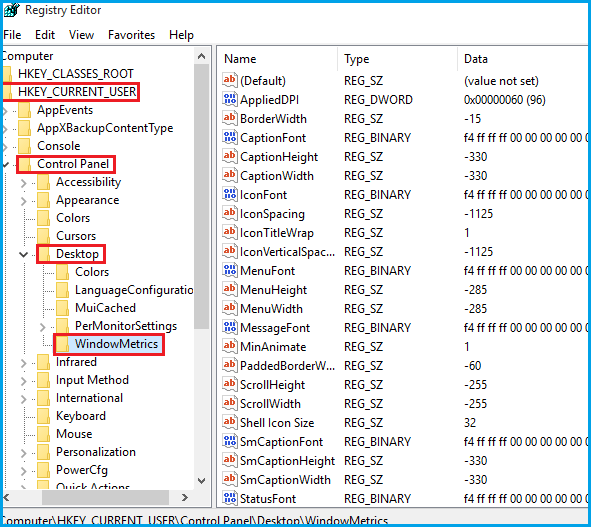 Registry Editor
File Edit View Favorites Help
Computer
HKEY_CLASSES_ROOT
HKEY_CURRENT_USER
AppEvents
AppXBackupContentType
Console
Control Panel
Accessibility
Appearance
Colors
Cursors
Desktop
Colors
LanguageConfiguratio
MuiCached
PerMonitorSettings
WindowMetrics
Infrared
Input Method
International
Keyboard
Mouse
Personalization
PowerCfg
Quick Actions
Name Type Data
(Default) REG_SZ (value not set)
AppliedDPI REG_DWORD 0x00000060 (96)
BorderWidth REG_SZ -15
CaptionFont REG_BINARY f4 ff ff ff 00 00 00 00 00
CaptionHeight REG_SZ -330
CaptionWidth REG_SZ -330
IconFont REG_BINARY f4 ff ff ff 00 00 00 00 00
IconSpacing REG_SZ -1125
IconTitleWrap REG_SZ 1
IconVerticalSpac... REG_SZ -1125
MenuFont REG_BINARY f4 ff ff ff 00 00 00 00 00
MenuHeight REG_SZ -285
MenuWidth REG_SZ -285
MessageFont REG_BINARY f4 ff ff ff 00 00 00 00 00
MinAnimate REG_SZ 1
PaddedBorderW... REG_SZ -60
ScrollHeight REG_SZ -255
ScrollWidth REG_SZ -255
Shell Icon Size REG_SZ 32
SmCaptionFont REG_BINARY f4 ff ff ff 00 00 00 00 00
SmCaptionHeight REG_SZ -330
SmCaptionWidth REG_SZ -330
StatusFont REG_BINARY f4 ff ff ff 00 00 00 00 00
Computer\HKEY_CURRENT_USER\Control Panel\Desktop\WindowMetrics